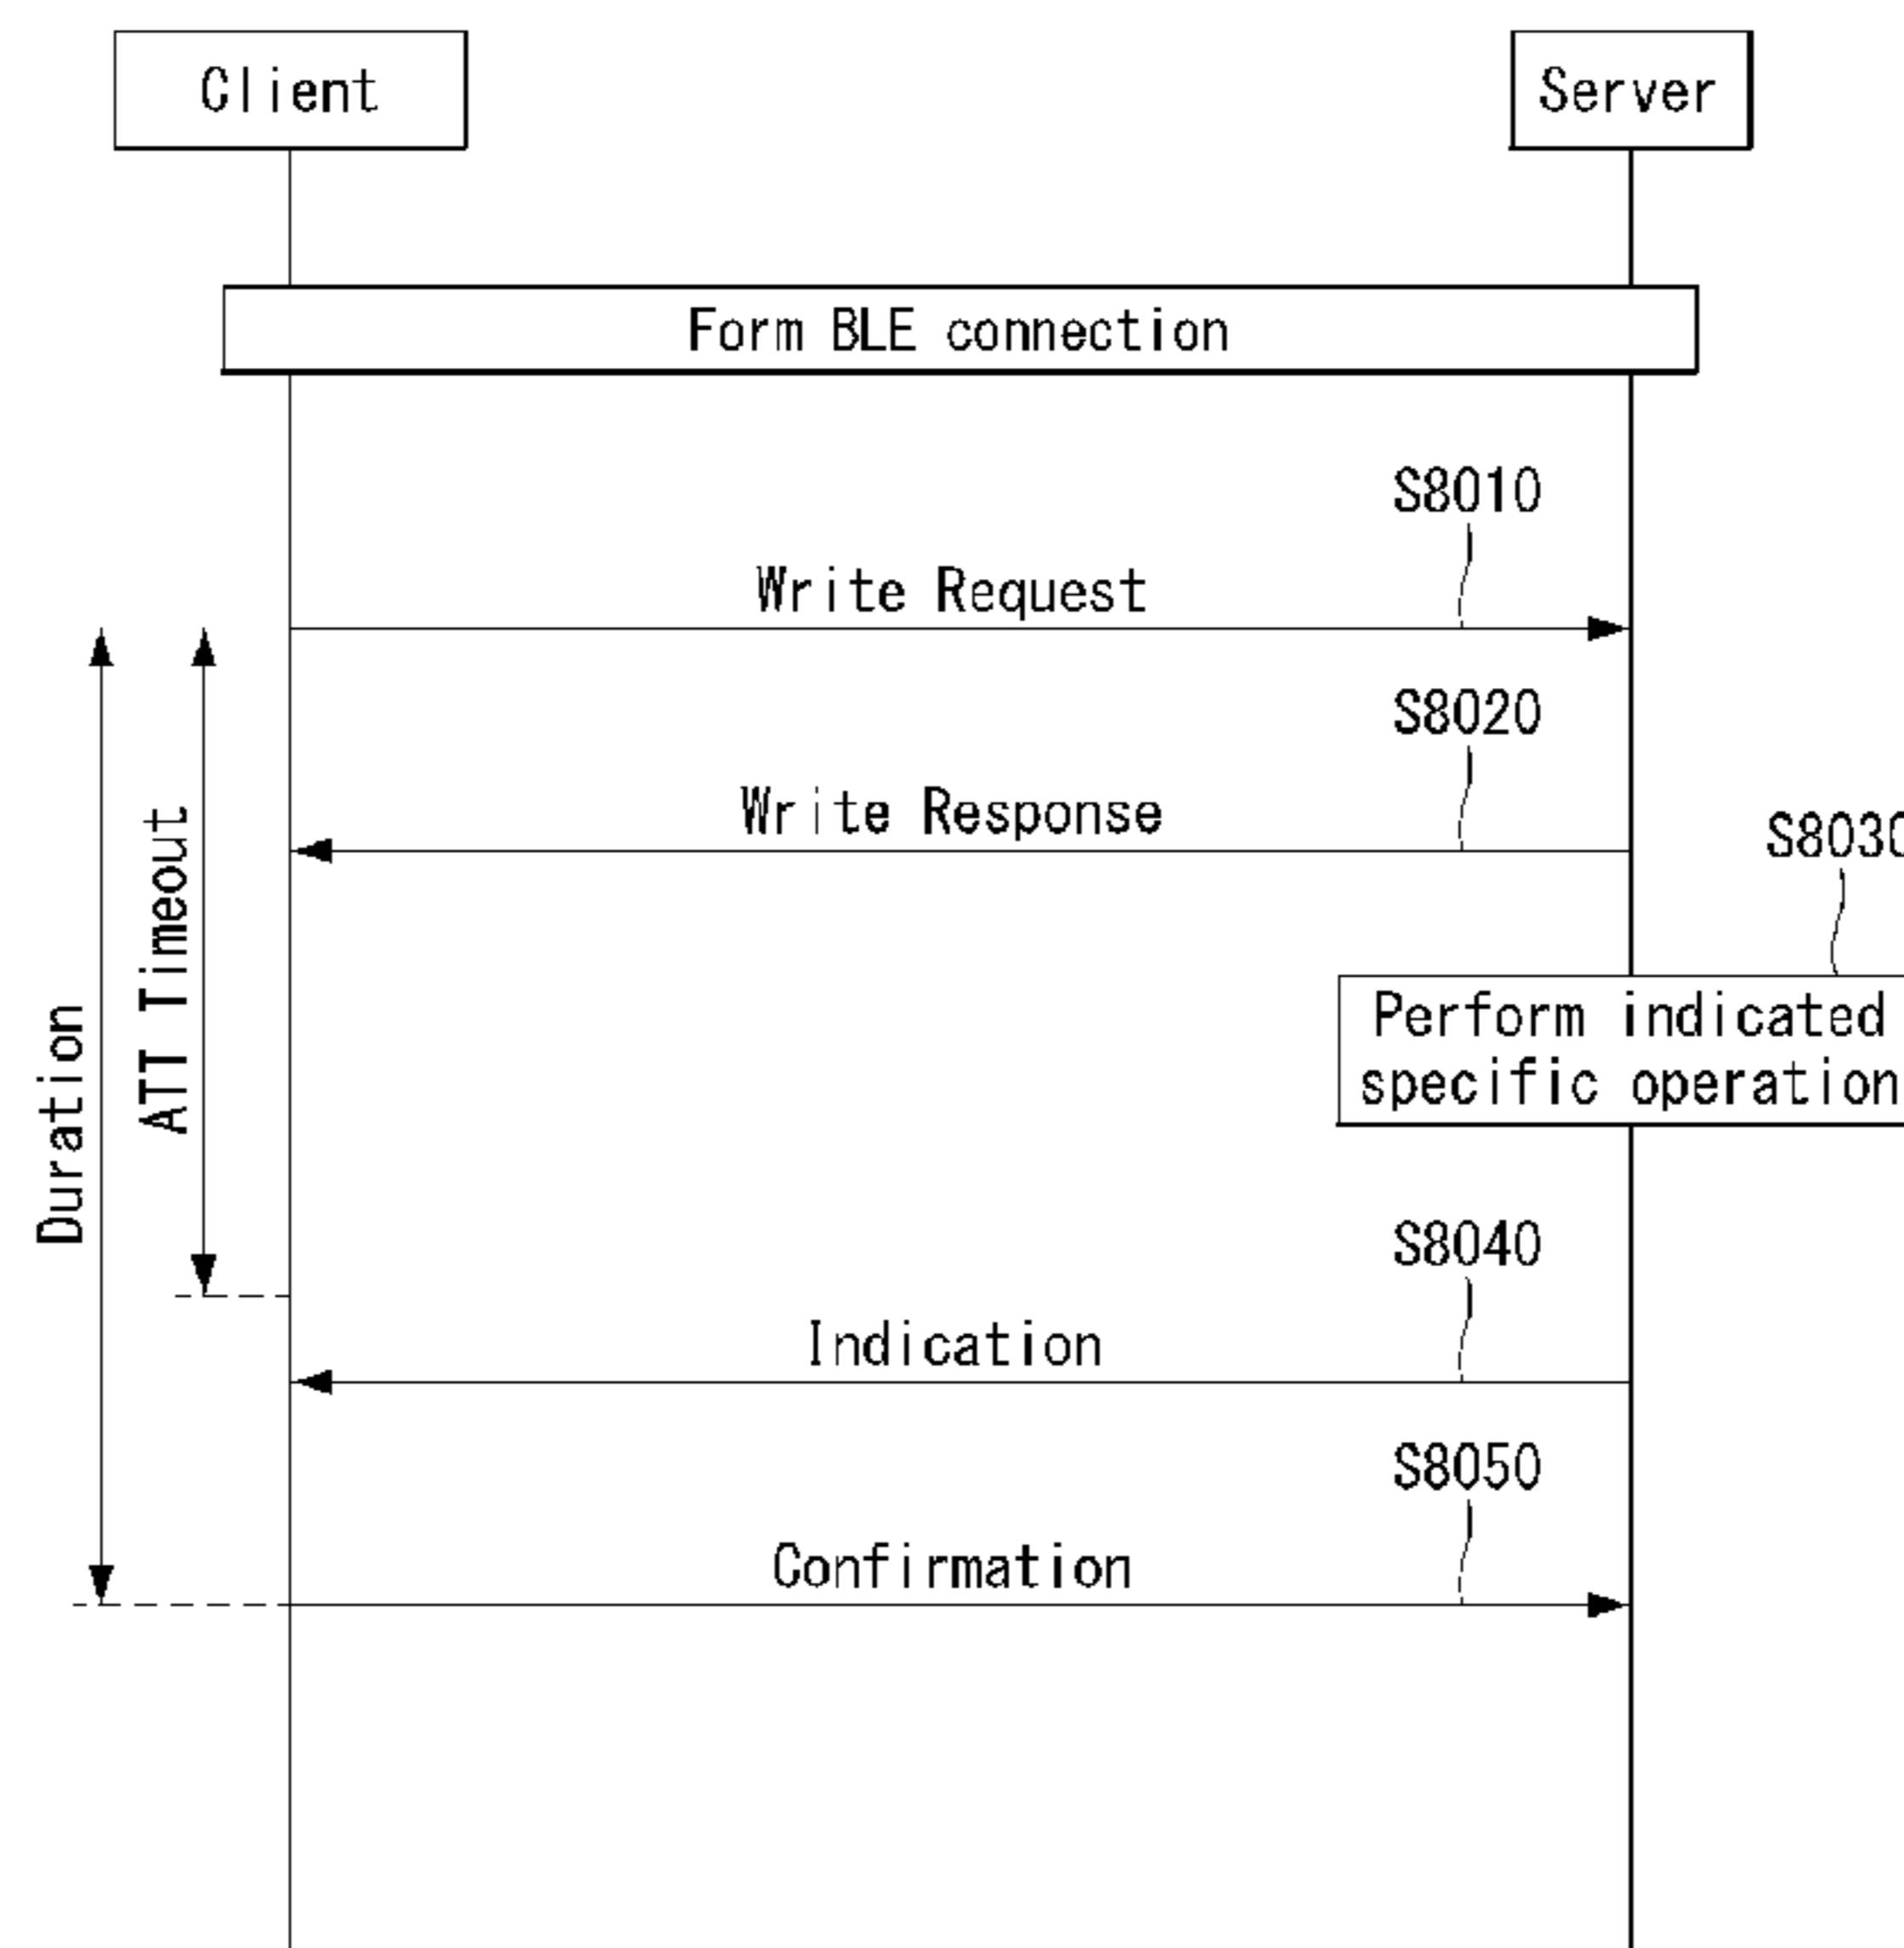 Client
Server
Form BLE connection
S8010
Write Request
S8020
Write Response
S8030
Perform indicated
specific operation
ATT Timeout
Duration
S8040
Indication
S8050
Confirmation